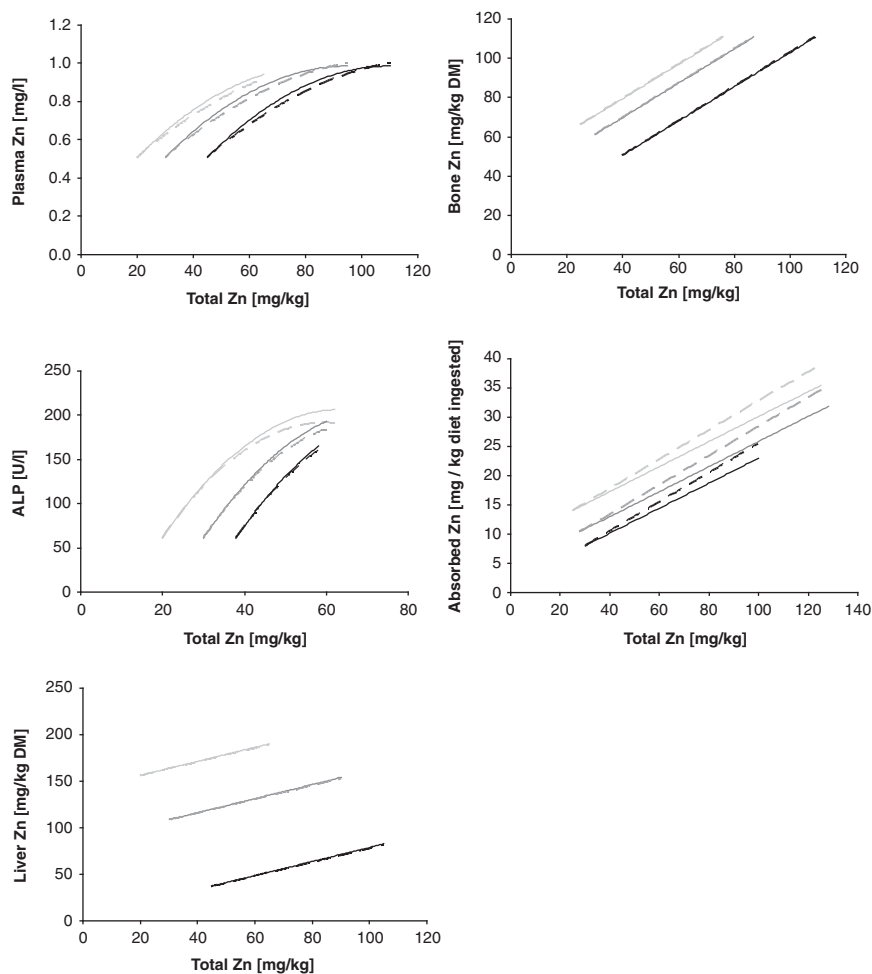 1.2
1.0
0.8
0.6
0.4
0.2
0.0
Plasma Zn [mg/l]
0 20 40 60 80 100 120
Total Zn [mg/kg]
120
100
80
60
40
20
0
Bone Zn [mg/kg DM]
0 20 40 60 80 100 120
Total Zn [mg/kg]
250
200
150
100
50
0
ALP [U/l]
0 20 40 60 80
Total Zn [mg/kg]
40
35
30
25
20
15
10
5
0
Absorbed Zn [mg / kg diet ingested]
0 20 40 60 80 100 120 140
Total Zn [mg/kg]
250
200
150
100
50
0
Liver Zn [mg/kg DM]
0 20 40 60 80 100 120
Total Zn [mg/kg]